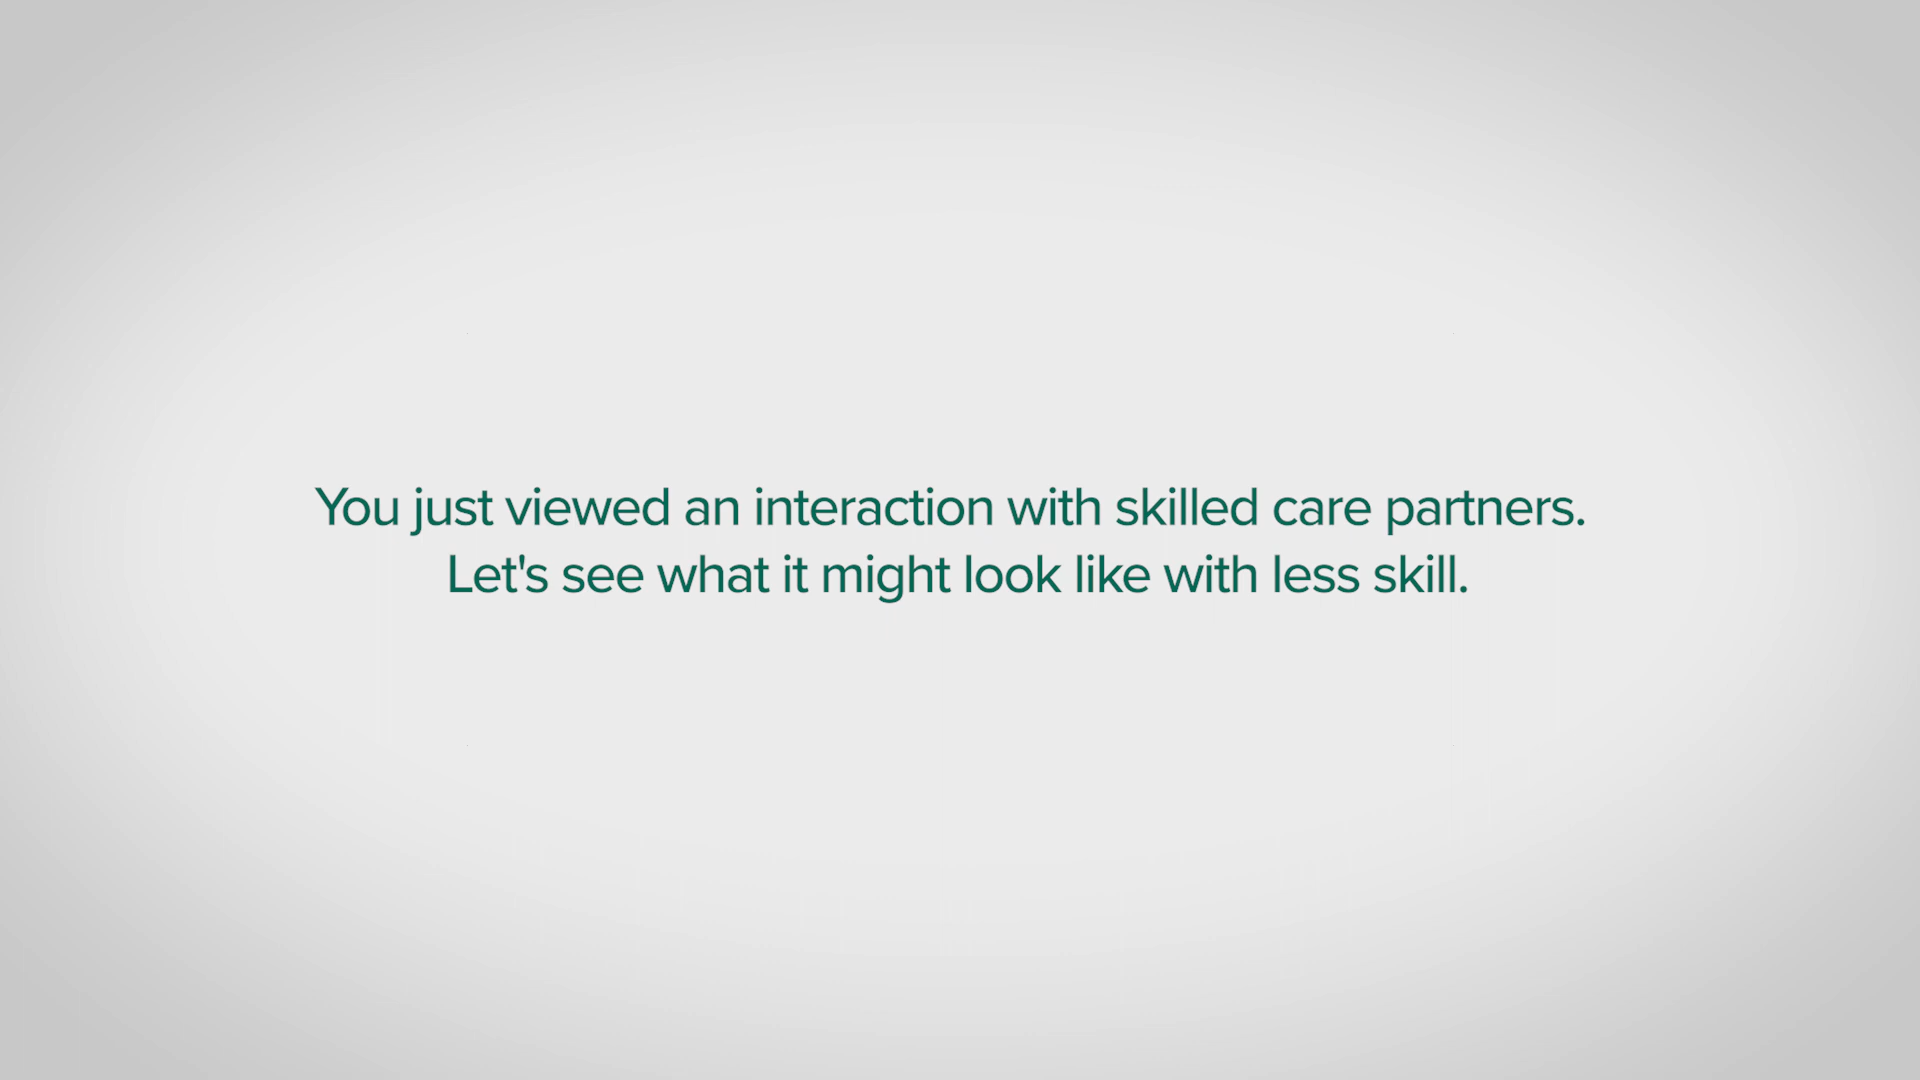 You just viewed an interaction with skilled care partners.
Let's see what it might look like with less skill.